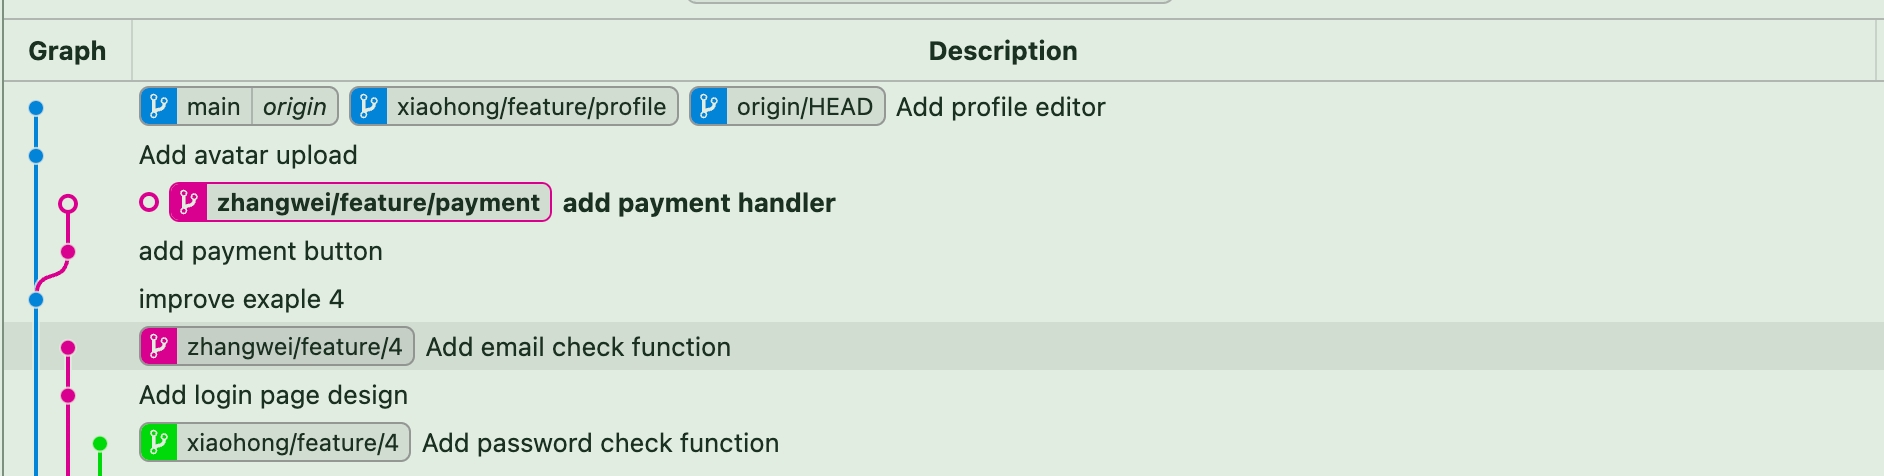 Graph Description
main origin xiaohong/feature/profile origin/HEAD Add profile editor
Add avatar upload
zhangwei/feature/payment add payment handler
add payment button
improve exaple 4
zhangwei/feature/4 Add email check function
Add login page design
xiaohong/feature/4 Add password check function